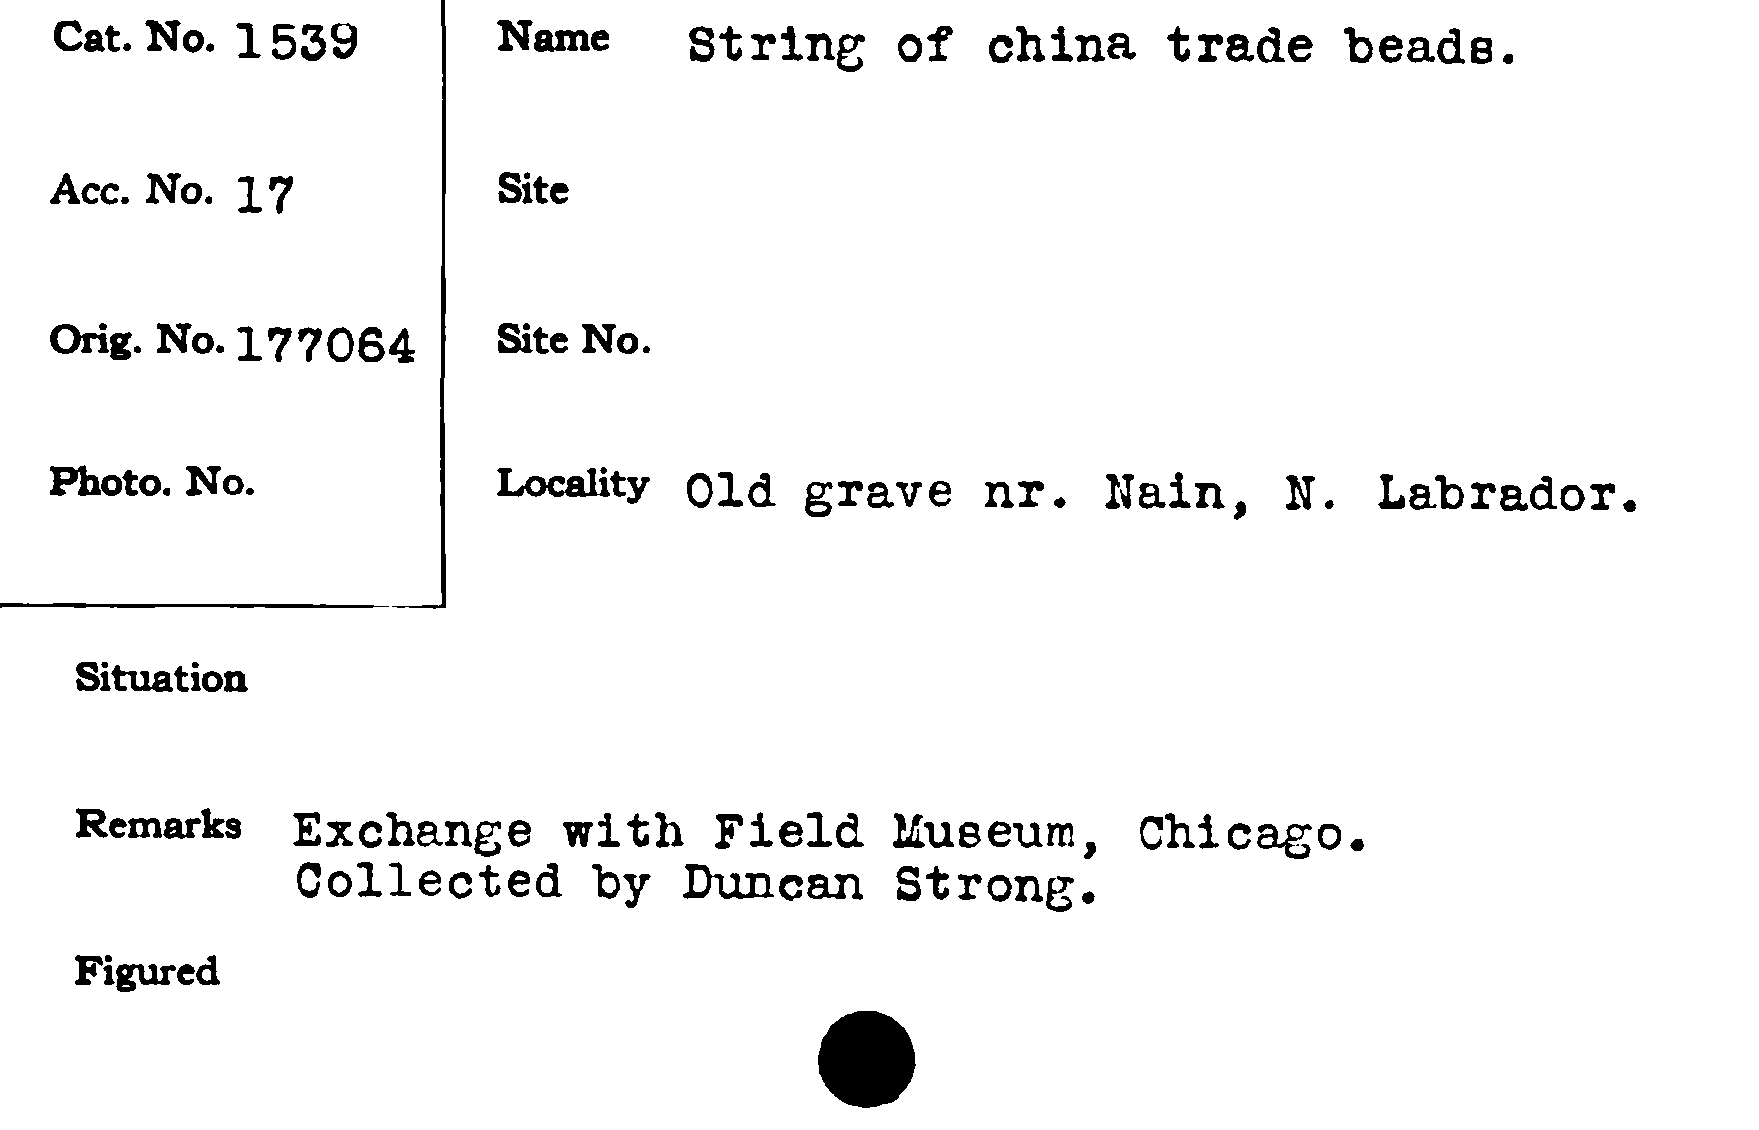 Cat. No. 1539
Acc. No. 17
Orig. No. 177064
Photo. No.
Name String of china trade beads.
Site
Site No.
Locality Old grave nr. Nain, N. Labrador.
Situation
Remarks Exchange with Field Museum, Chicago.
Collected by Duncan Strong.
Figured